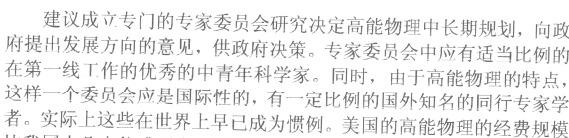 建议成立专门的专家委员会研究决定高能物理中长期规划，向政
府提出发展方向的意见，供政府决策。专家委员会中应有适当比例的
在第一线工作的优秀的中青年科学家。同时，由于高能物理的特点，
这样一个委员会应是国际性的，有一定比例的国外知名的同行专家学
者。实际上这些在世界上早已成为惯例。美国的高能物理的经费规模